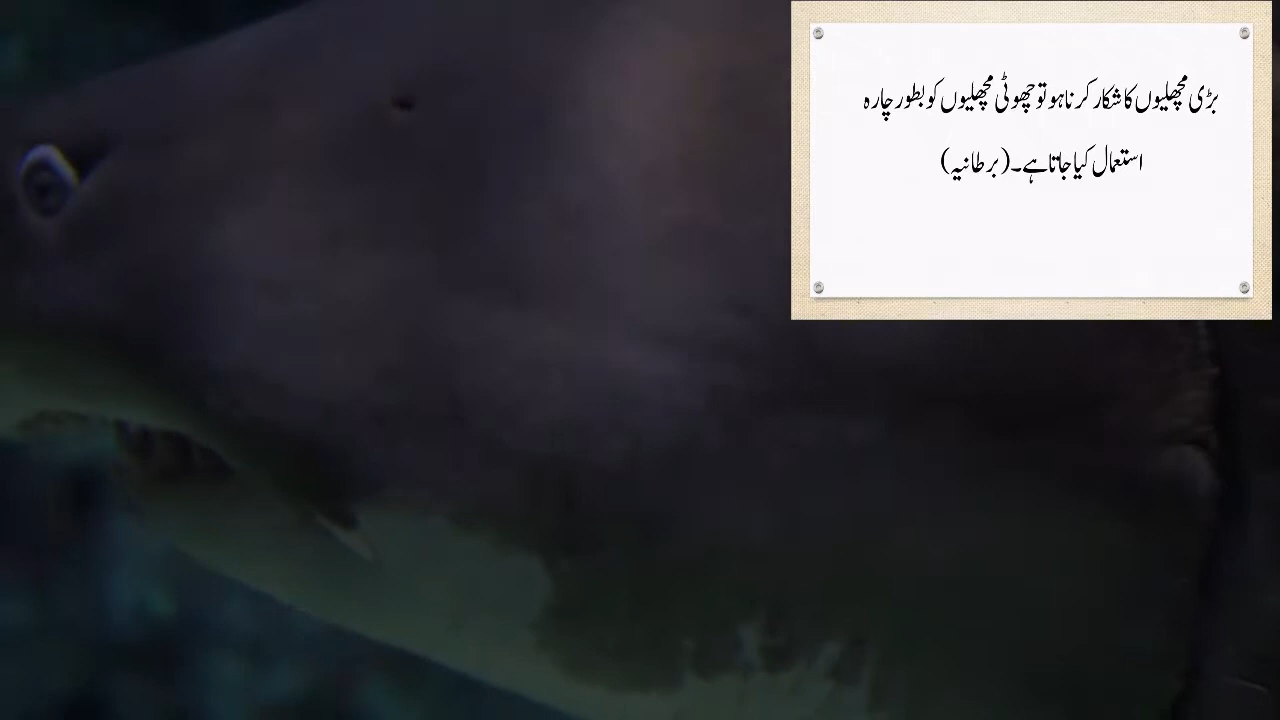 بڑی مچھلیوں کا شکار کرنا ہو تو چھوٹی مچھلیوں کو بطور چارہ
استعمال کیا جاتا ہے۔ (برطانیہ)